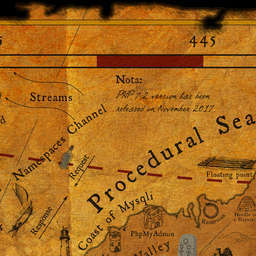 445
Nota:
PHP 7.2 version has been
released in November 2017
Streams
Namespaces Channel
Procedural Sea
Request
Floating point
Response
Coast of Mysqli
PhpMyAdmin
Valley